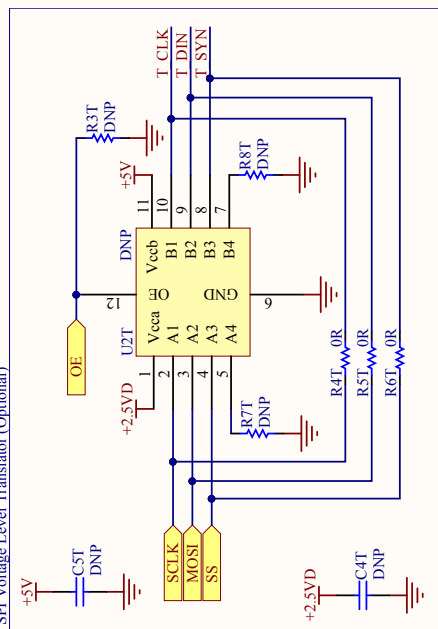 SPI Voltage Level Translator (Optional)
+5V
C5T
DNP
+2.5VD
C4T
DNP
SCLK
MOSI
SS
OE
+2.5VD
1
2
3
4
5
R7T
DNP
U2T
DNP
Vcca
A1
A2
A3
A4
OE
GND
Vccb
B1
B2
B3
B4
12
6
11
10
9
8
7
+5V
R3T
DNP
R8T
DNP
T_CLK
T_DIN
T_SYN
R4T 0R
R5T 0R
R6T 0R